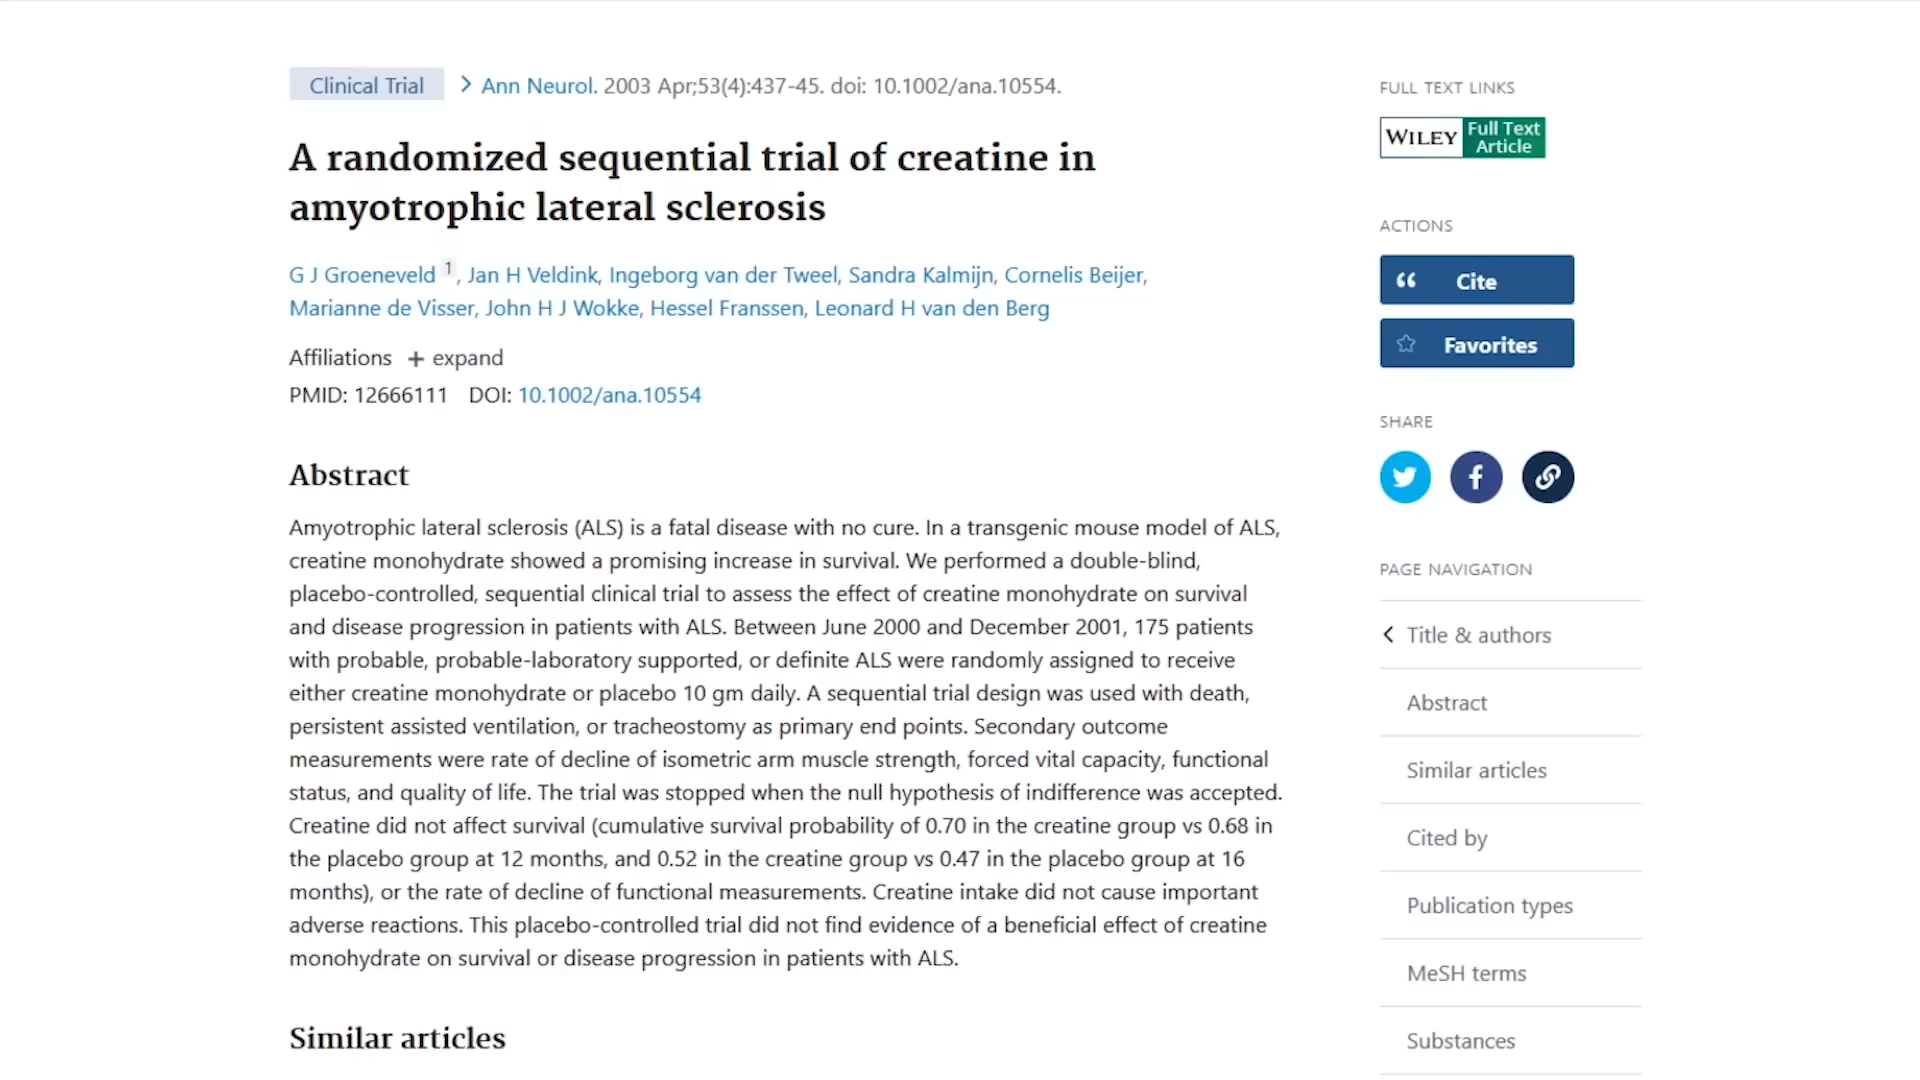 Clinical Trial > Ann Neurol. 2003 Apr;53(4):437-45. doi: 10.1002/ana.10554.
A randomized sequential trial of creatine in
amyotrophic lateral sclerosis
G J Groeneveld 1, Jan H Veldink, Ingeborg van der Tweel, Sandra Kalmijn, Cornelis Beijer,
Marianne de Visser, John H J Wokke, Hessel Franssen, Leonard H van den Berg
Affiliations + expand
PMID: 12666111 DOI: 10.1002/ana.10554
Abstract
Amyotrophic lateral sclerosis (ALS) is a fatal disease with no cure. In a transgenic mouse model of ALS,
creatine monohydrate showed a promising increase in survival. We performed a double-blind,
placebo-controlled, sequential clinical trial to assess the effect of creatine monohydrate on survival
and disease progression in patients with ALS. Between June 2000 and December 2001, 175 patients
with probable, probable-laboratory supported, or definite ALS were randomly assigned to receive
either creatine monohydrate or placebo 10 gm daily. A sequential trial design was used with death,
persistent assisted ventilation, or tracheostomy as primary end points. Secondary outcome
measurements were rate of decline of isometric arm muscle strength, forced vital capacity, functional
status, and quality of life. The trial was stopped when the null hypothesis of indifference was accepted.
Creatine did not affect survival (cumulative survival probability of 0.70 in the creatine group vs 0.68 in
the placebo group at 12 months, and 0.52 in the creatine group vs 0.47 in the placebo group at 16
months), or the rate of decline of functional measurements. Creatine intake did not cause important
adverse reactions. This placebo-controlled trial did not find evidence of a beneficial effect of creatine
monohydrate on survival or disease progression in patients with ALS.
Similar articles
FULL TEXT LINKS
WILEY Full Text
Article
ACTIONS
Cite
Favorites
SHARE
PAGE NAVIGATION
Title & authors
Abstract
Similar articles
Cited by
Publication types
MeSH terms
Substances